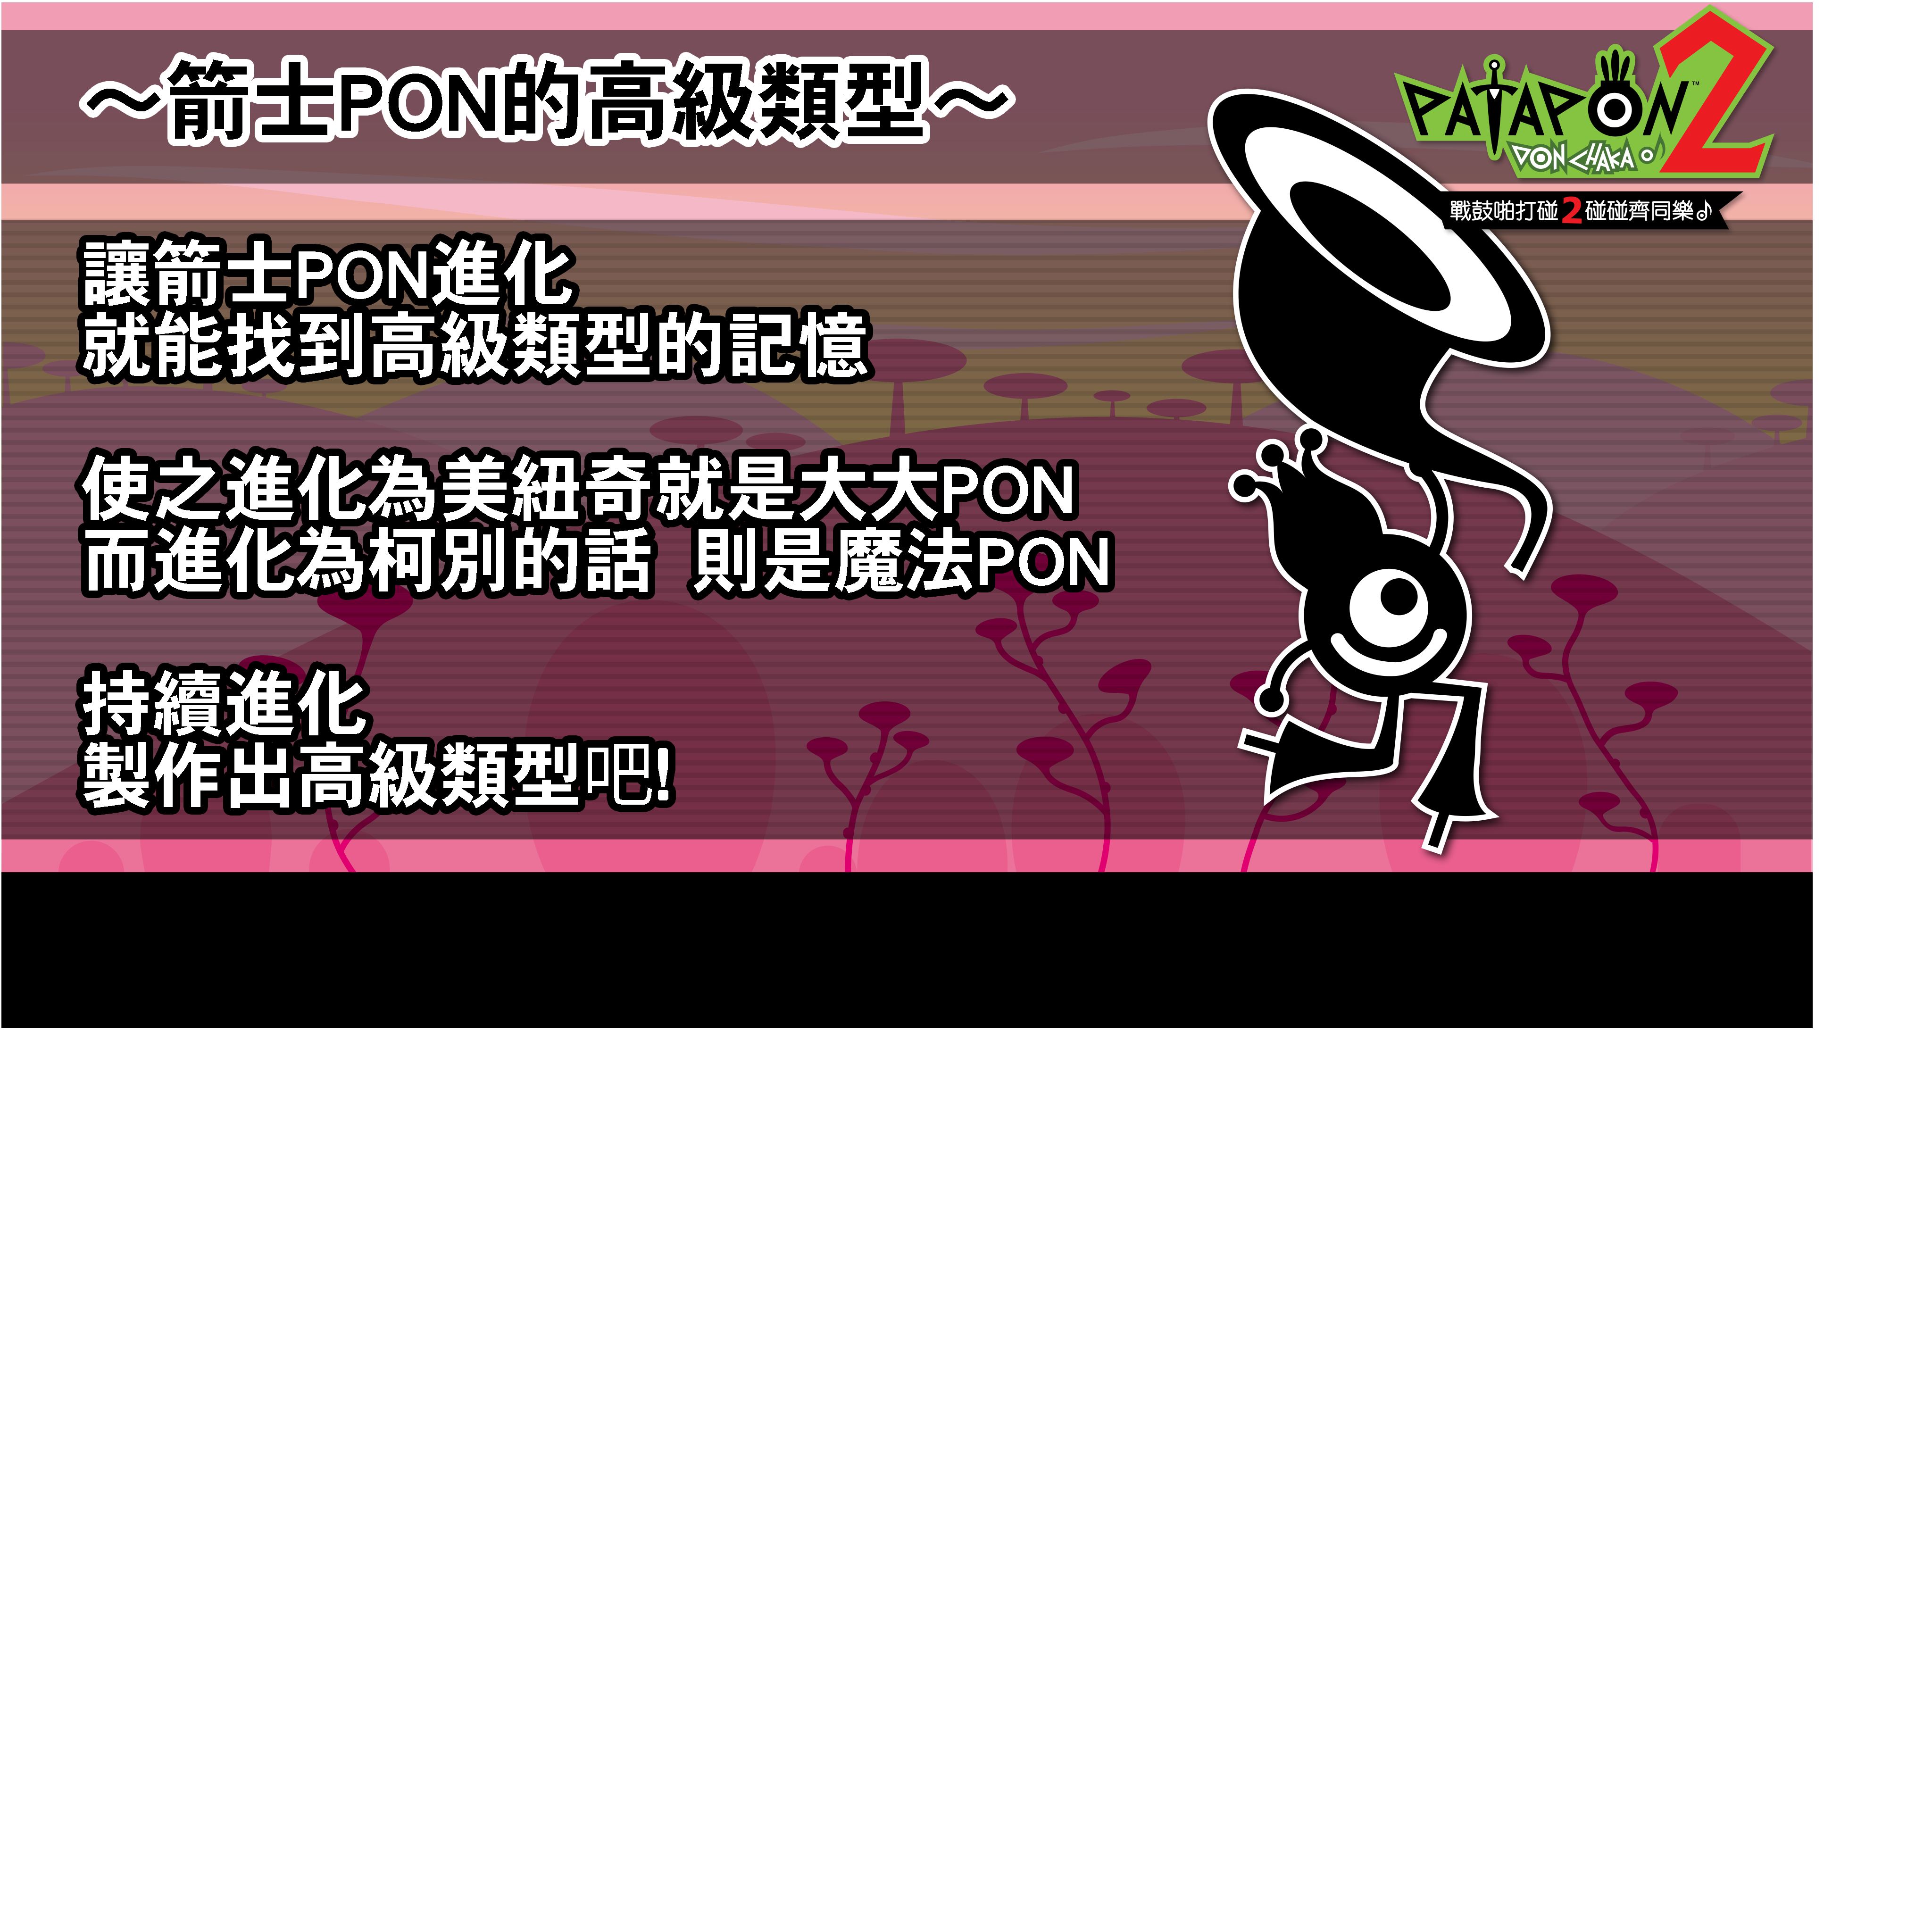 ～箭士PON的高級類型～
PATAPON2™
DON CHAKA♪
戰鼓啪打碰2碰碰齊同樂♪
讓箭士PON進化
就能找到高級類型的記憶
使之進化為美紐奇就是大大PON
而進化為柯別的話 則是魔法PON
持續進化
製作出高級類型吧!